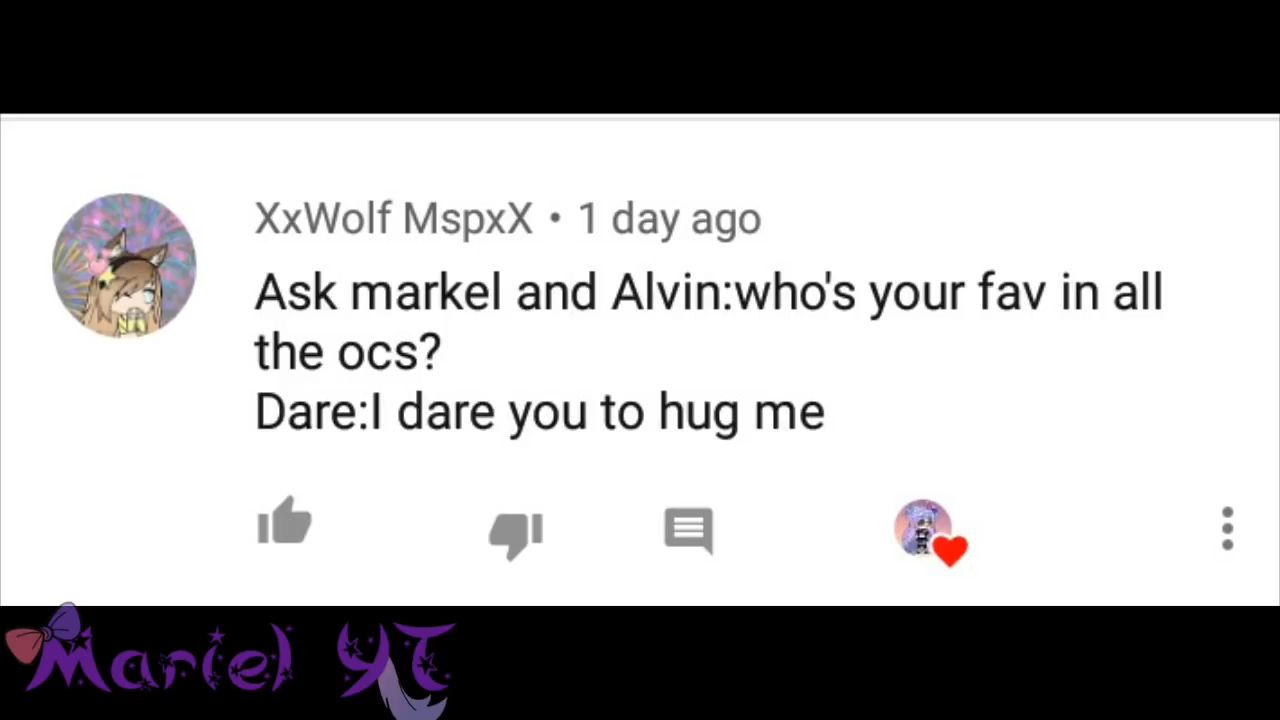 XxWolf MspxX • 1 day ago
Ask markel and Alvin:who's your fav in all
the ocs?
Dare:I dare you to hug me
Mariel YT